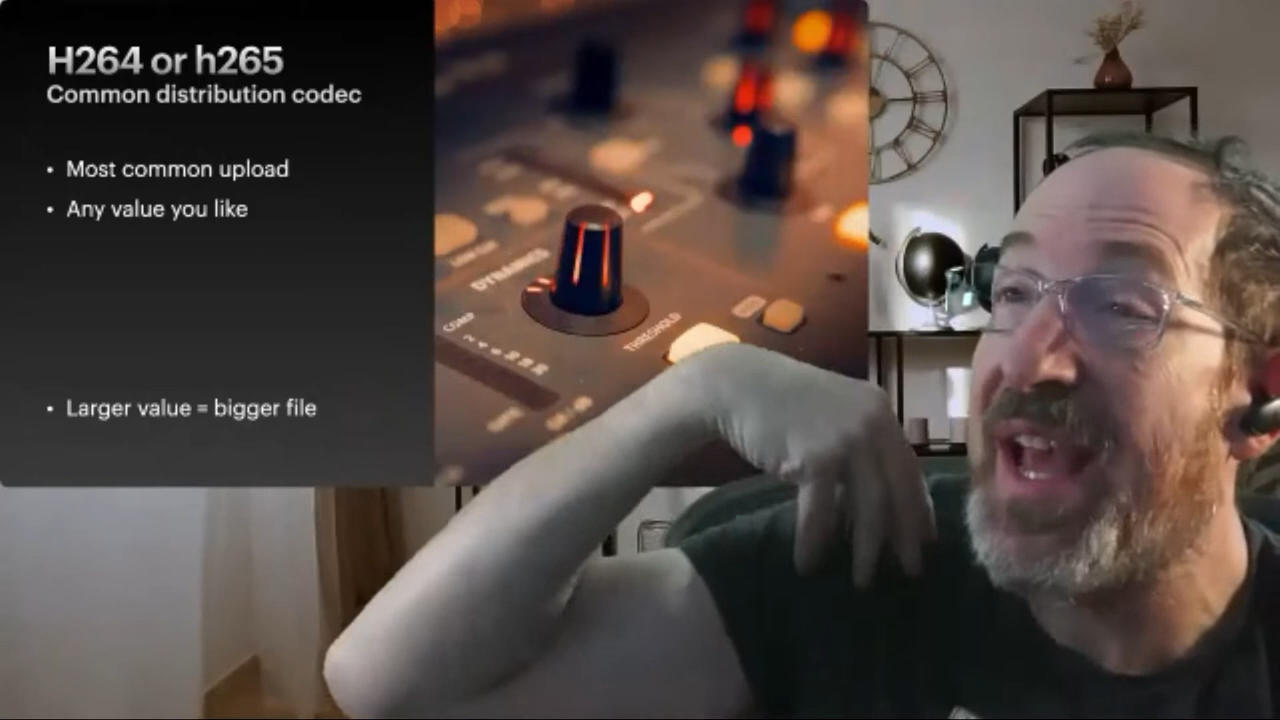 H264 or h265
Common distribution codec
• Most common upload
• Any value you like
• Larger value = bigger file
DYNAMICS
COMP
THRESHOLD